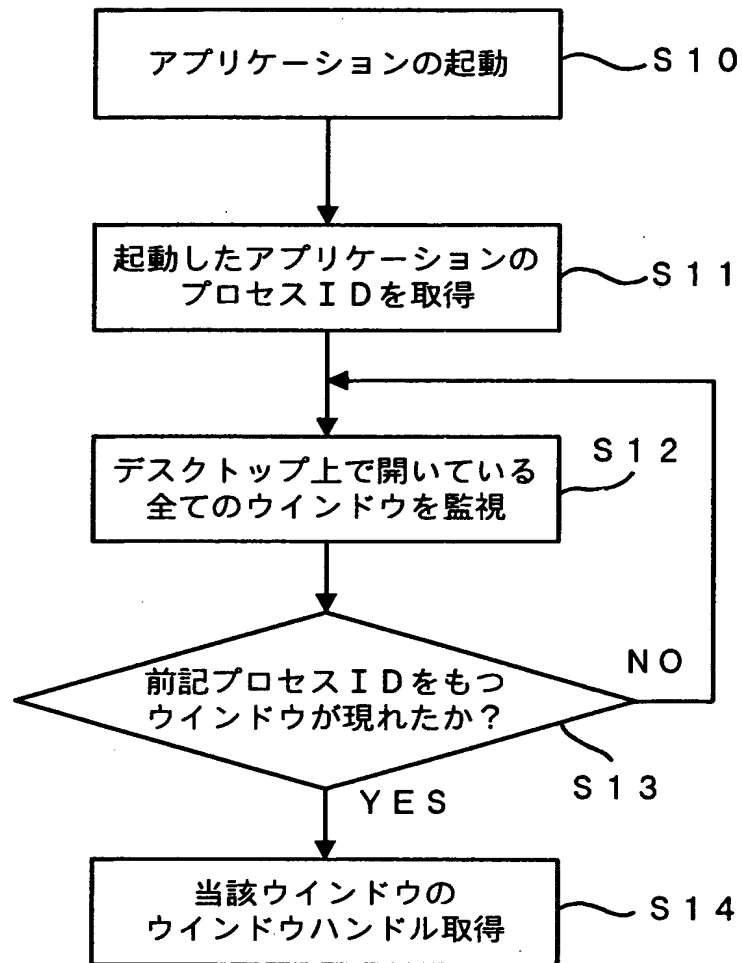 アプリケーションの起動
S10
起動したアプリケーションの
プロセスIDを取得
S11
デスクトップ上で開いている
全てのウインドウを監視
S12
前記プロセスIDをもつ
ウインドウが現れたか？
NO
S13
YES
当該ウインドウの
ウインドウハンドル取得
S14